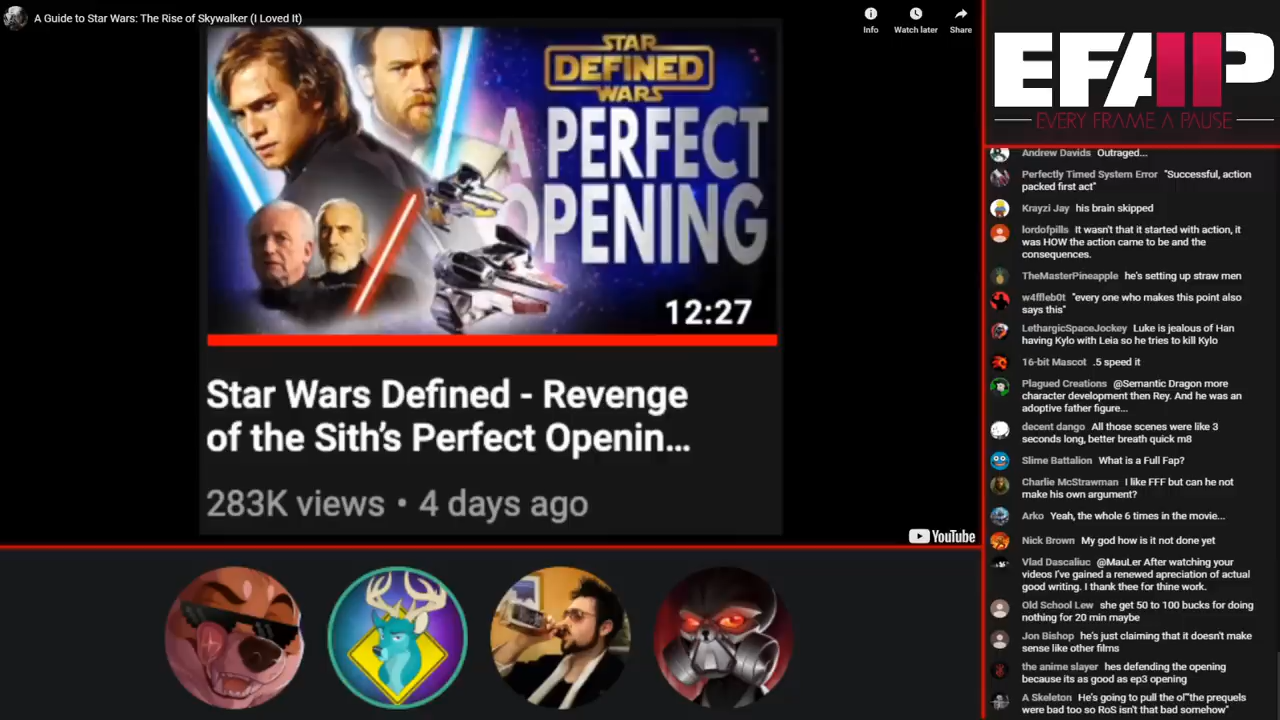 A Guide to Star Wars: The Rise of Skywalker (I Loved It)
Info
Watch later
Share
STAR
DEFINED
WARS
A PERFECT
OPENING
12:27
Star Wars Defined - Revenge
of the Sith's Perfect Openin...
283K views • 4 days ago
YouTube
EFAP
EVERY FRAME A PAUSE
Andrew Davids Outraged...
Perfectly Timed System Error "Successful, action
packed first act"
Krayzi Jay his brain skipped
lordofpills It wasn't that it started with action, it
was HOW the action came to be and the
consequences.
TheMasterPineapple he's setting up straw men
w4ffleb0t "every one who makes this point also
says this"
LethargicSpaceJockey Luke is jealous of Han
having Kylo with Leia so he tries to kill Kylo
16-bit Mascot .5 speed it
Plagued Creations @Semantic Dragon more
character development then Rey. And he was an
adoptive father figure...
decent dango All those scenes were like 3
seconds long, better breath quick m8
Slime Battalion What is a Full Fap?
Charlie McStrawman I like FFF but can he not
make his own argument?
Arko Yeah, the whole 6 times in the movie...
Nick Brown My god how is it not done yet
Vlad Dascaliuc @MauLer After watching your
videos I've gained a renewed apreciation of actual
good writing. I thank thee for thine work.
Old School Lew she get 50 to 100 bucks for doing
nothing for 20 min maybe
Jon Bishop he's just claiming that it doesn't make
sense like other films
the anime slayer hes defending the opening
because its as good as ep3 opening
A Skeleton He's going to pull the ol'"the prequels
were bad too so RoS isn't that bad somehow"